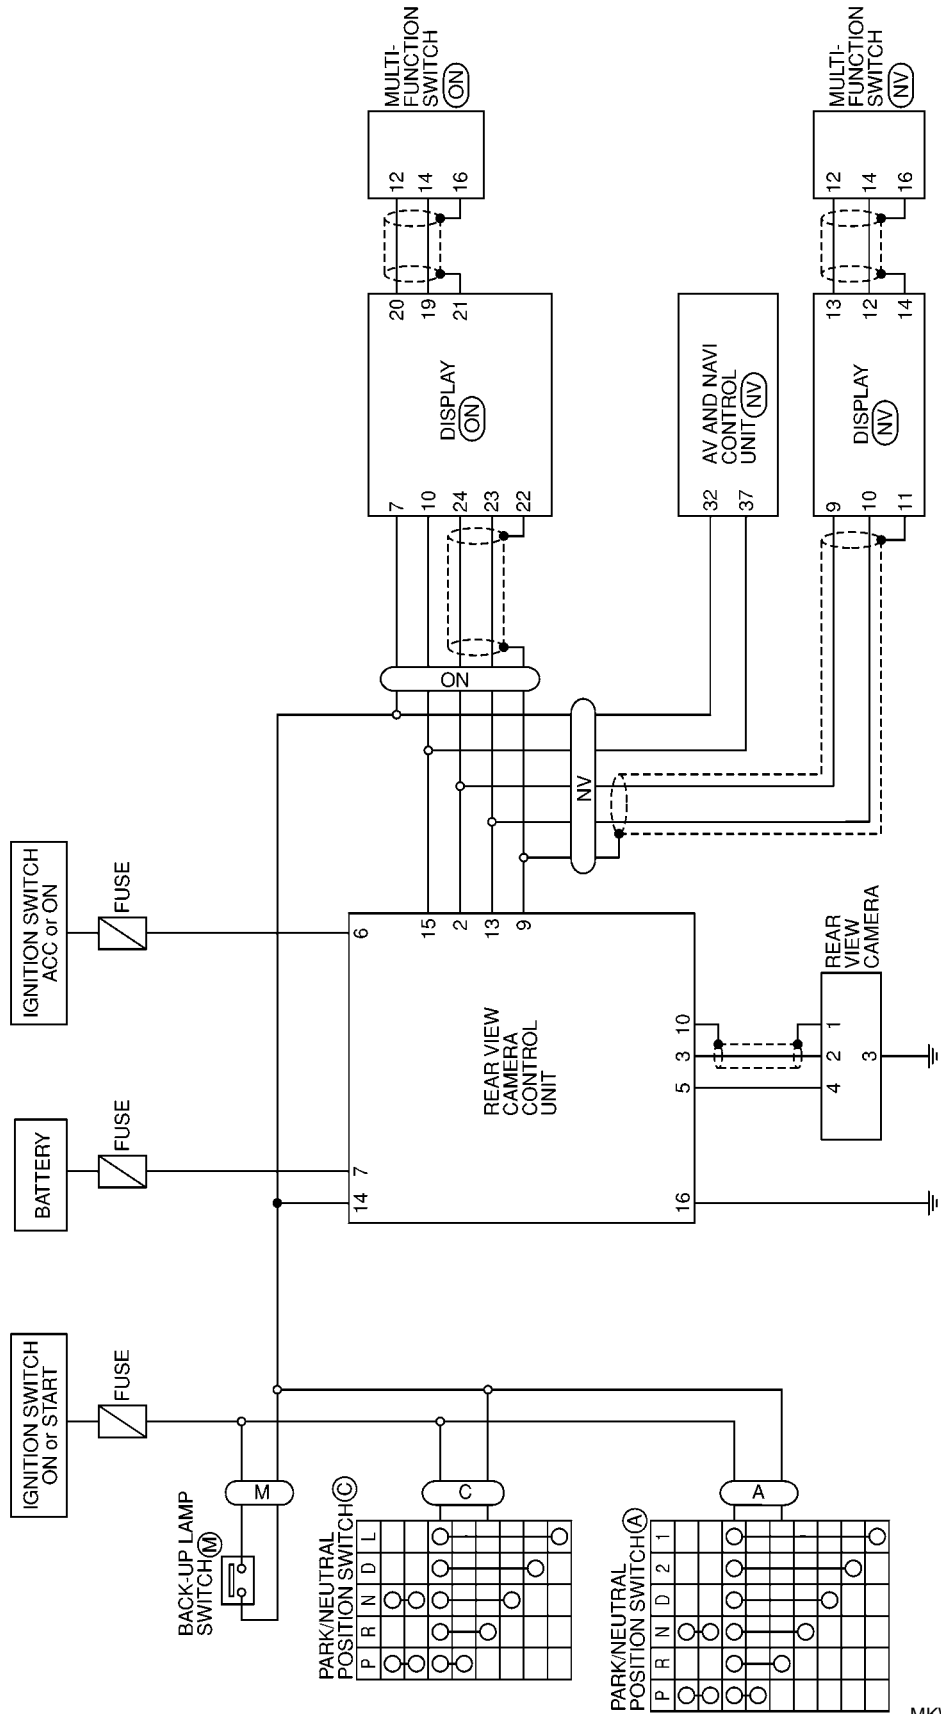 IGNITION SWITCH
ON or START
FUSE
BATTERY
FUSE
IGNITION SWITCH
ACC or ON
FUSE
BACK-UP LAMP
SWITCH (M)
M
PARK/NEUTRAL
POSITION SWITCH (C)
P R N D L
C
PARK/NEUTRAL
POSITION SWITCH (A)
P R N D 2 1
A
REAR VIEW
CAMERA
CONTROL
UNIT
14
7
6
15
2
13
9
16
5
3
10
REAR
VIEW
CAMERA
4
2
1
3
ON
NV
DISPLAY
ON
7
10
24
23
22
20
19
21
MULTI-
FUNCTION
SWITCH
ON
12
14
16
AV AND NAVI
CONTROL
UNIT NV
32
37
DISPLAY
NV
9
10
11
13
12
14
MULTI-
FUNCTION
SWITCH
NV
12
14
16